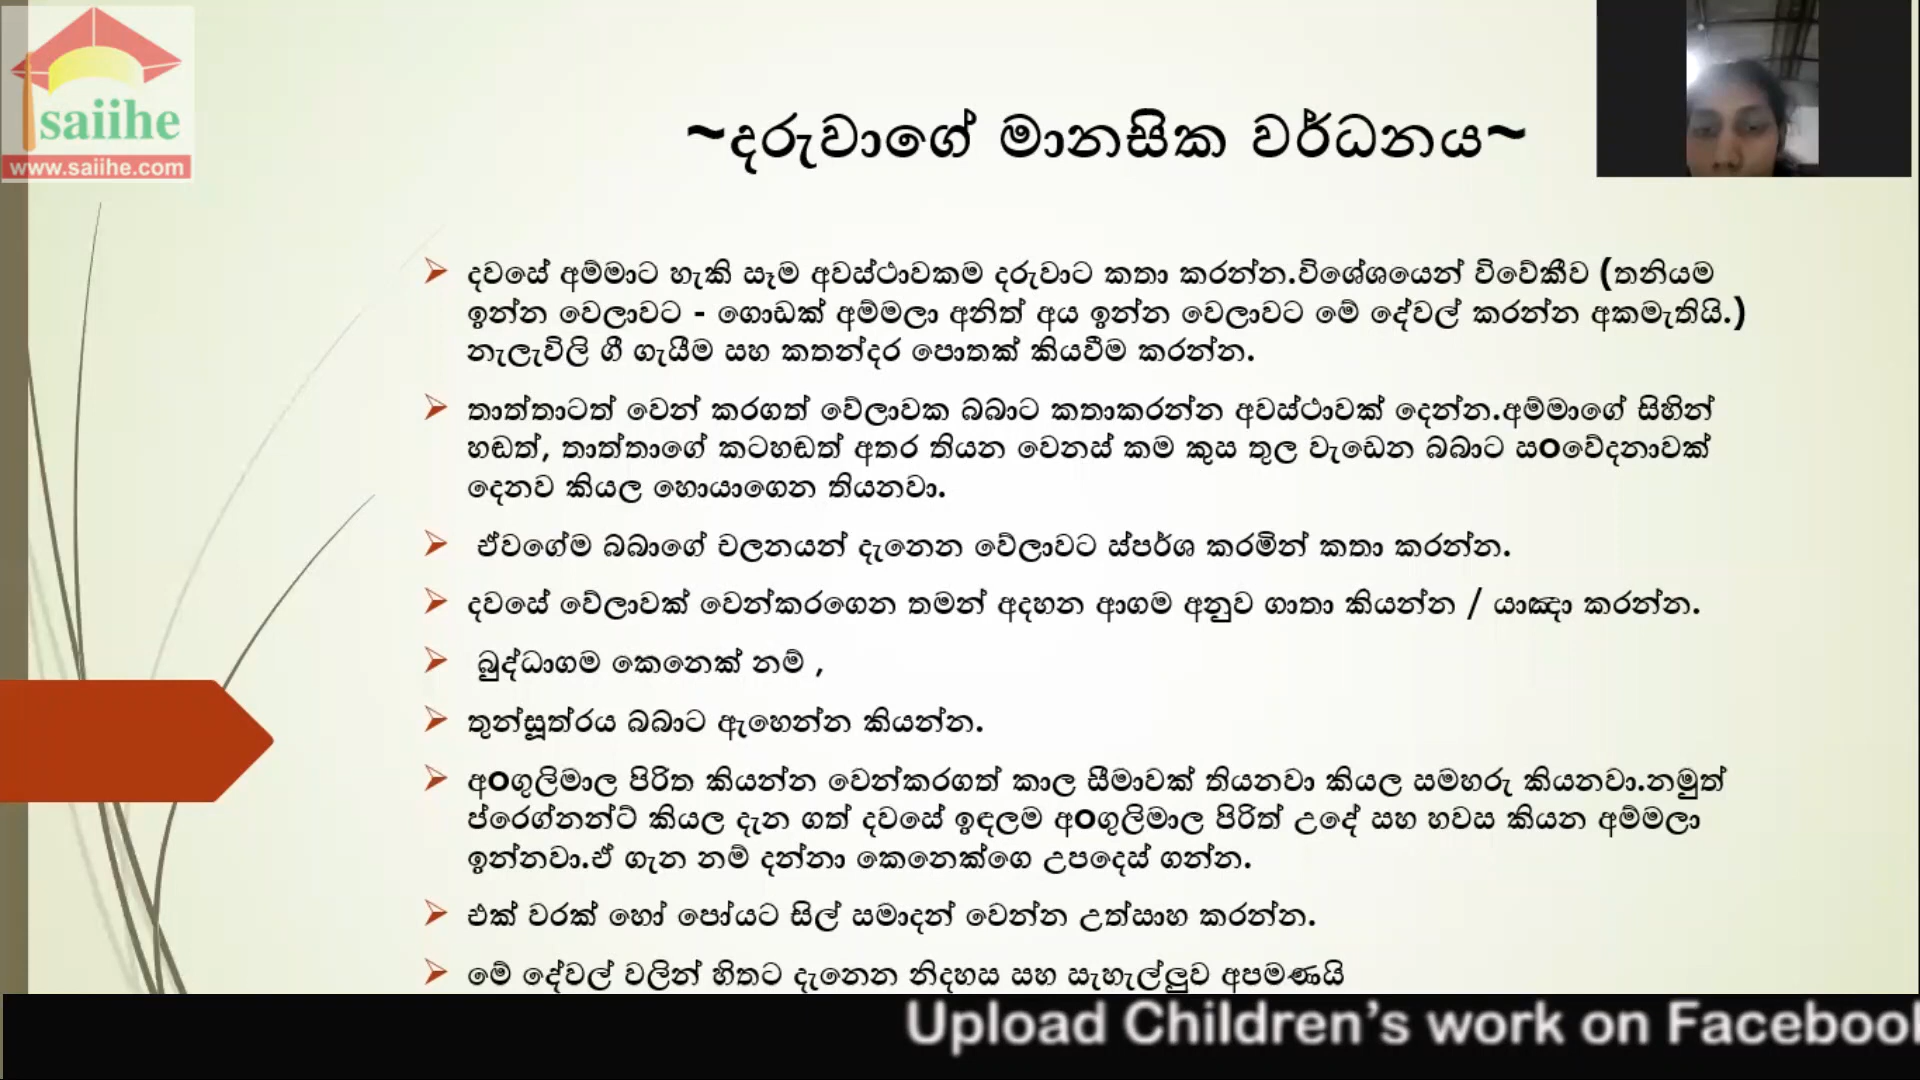 saiihe
www.saiihe.com
~දරුවාගේ මානසික වර්ධනය~
දවසේ අම්මාට හැකි සෑම අවස්ථාවකම දරුවාට කතා කරන්න.විශේශයෙන් විවේකීව (තනියම
ඉන්න වෙලාවට - ගොඩක් අම්මලා අනිත් අය ඉන්න වෙලාවට මේ දේවල් කරන්න අකමැතියි.)
නැලැවිලි ගී ගැයීම සහ කතන්දර පොතක් කියවීම කරන්න.
තාත්තාටත් වෙන් කරගත් වේලාවක බබාට කතාකරන්න අවස්ථාවක් දෙන්න.අම්මාගේ සිහින්
හඬත්, තාත්තාගේ කටහඬත් අතර තියන වෙනස් කම කුස තුල වැඩෙන බබාට ස෦වේදනාවක්
දෙනව කියල හොයාගෙන තියනවා.
ඒවගේම බබාගේ චලනයන් දැනෙන වේලාවට ස්පර්ශ කරමින් කතා කරන්න.
දවසේ වේලාවක් වෙන්කරගෙන තමන් අදහන ආගම අනුව ගාතා කියන්න / යාඤා කරන්න.
බුද්ධාගම කෙනෙක් නම් ,
තුන්සූත්රය බබාට ඇහෙන්න කියන්න.
අ෦ගුලිමාල පිරිත කියන්න වෙන්කරගත් කාල සීමාවක් තියනවා කියල සමහරු කියනවා.නමුත්
ප්රෙග්නන්ට් කියල දැන ගත් දවසේ ඉඳලම අ෦ගුලිමාල පිරිත් උදේ සහ හවස කියන අම්මලා
ඉන්නවා.ඒ ගැන නම් දන්නා කෙනෙක්ගෙ උපදෙස් ගන්න.
එක් වරක් හෝ පෝයට සිල් සමාදන් වෙන්න උත්සාහ කරන්න.
මේ දේවල් වලින් හිතට දැනෙන නිදහස සහ සැහැල්ලුව අපමණයි
Upload Children’s work on Facebook